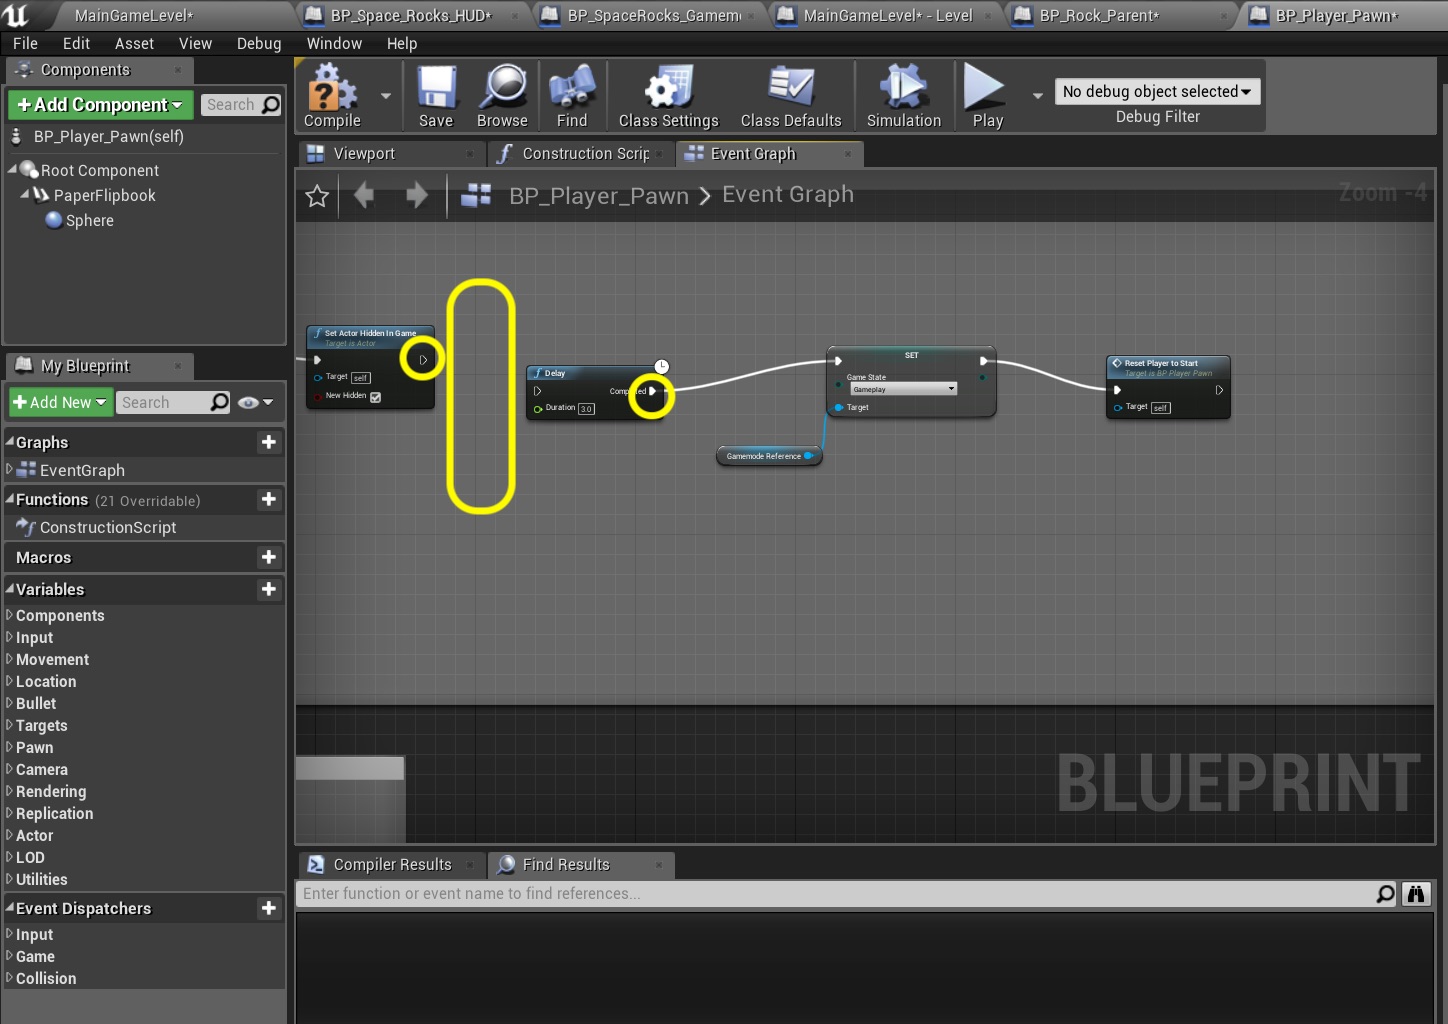 MainGameLevel*
BP_Space_Rocks_HUD*
BP_SpaceRocks_Gamem
MainGameLevel* - Level
BP_Rock_Parent*
BP_Player_Pawn*
File Edit Asset View Debug Window Help
Components
+Add Component
Search
BP_Player_Pawn(self)
Root Component
PaperFlipbook
Sphere
Compile
Save
Browse
Find
Class Settings
Class Defaults
Simulation
Play
No debug object selected
Debug Filter
Viewport
Construction Scrip
Event Graph
BP_Player_Pawn > Event Graph
Zoom -4
Set Actor Hidden In Game
Target is Actor
Target self
New Hidden
Delay
Completed
Duration 3.0
SET
Game State
Gameplay
Target
Gamemode Reference
Reset Player to Start
Target is BP Player Pawn
Target self
BLUEPRINT
My Blueprint
+Add New
Search
Graphs
EventGraph
Functions (21 Overridable)
ConstructionScript
Macros
Variables
Components
Input
Movement
Location
Bullet
Targets
Pawn
Camera
Rendering
Replication
Actor
LOD
Utilities
Event Dispatchers
Input
Game
Collision
Compiler Results
Find Results
Enter function or event name to find references...